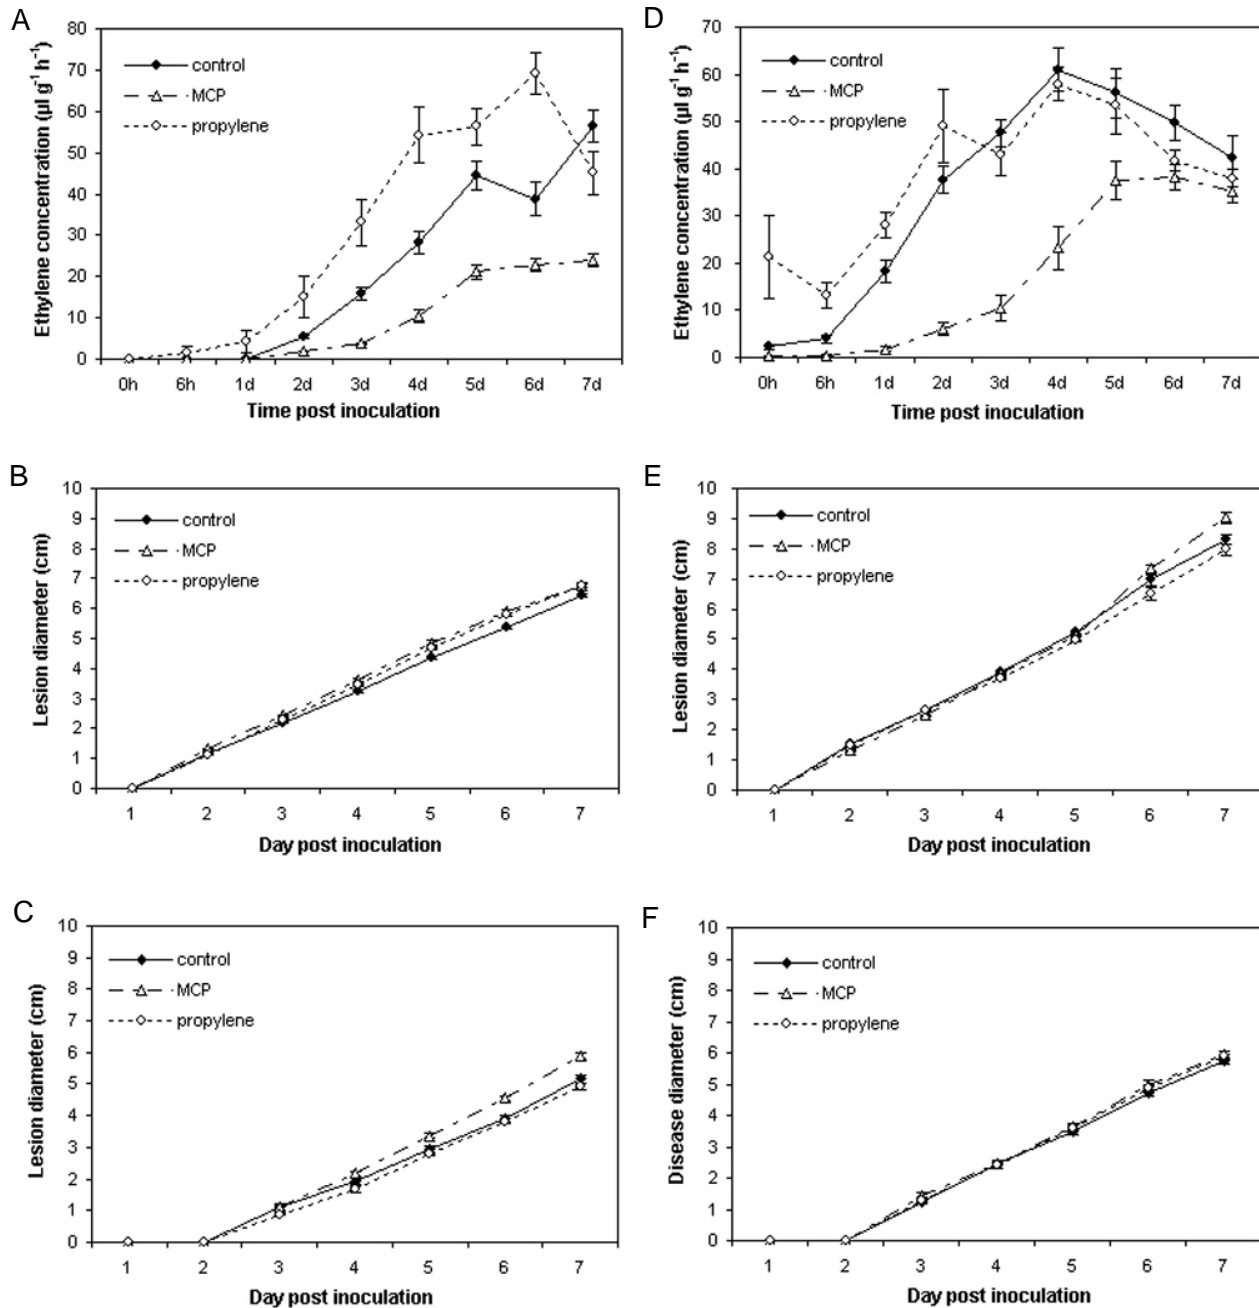 A
Ethylene concentration (µl g⁻¹ h⁻¹)
80
70
60
50
40
30
20
10
0
control
MCP
propylene
0h 6h 1d 2d 3d 4d 5d 6d 7d
Time post inoculation
D
Ethylene concentration (µl g⁻¹ h⁻¹)
70
60
50
40
30
20
10
0
control
MCP
propylene
0h 6h 1d 2d 3d 4d 5d 6d 7d
Time post inoculation
B
Lesion diameter (cm)
10
9
8
7
6
5
4
3
2
1
0
control
MCP
propylene
1 2 3 4 5 6 7
Day post inoculation
E
Lesion diameter (cm)
10
9
8
7
6
5
4
3
2
1
0
control
MCP
propylene
1 2 3 4 5 6 7
Day post inoculation
C
Lesion diameter (cm)
10
9
8
7
6
5
4
3
2
1
0
control
MCP
propylene
1 2 3 4 5 6 7
Day post inoculation
F
Disease diameter (cm)
10
9
8
7
6
5
4
3
2
1
0
control
MCP
propylene
1 2 3 4 5 6 7
Day post inoculation